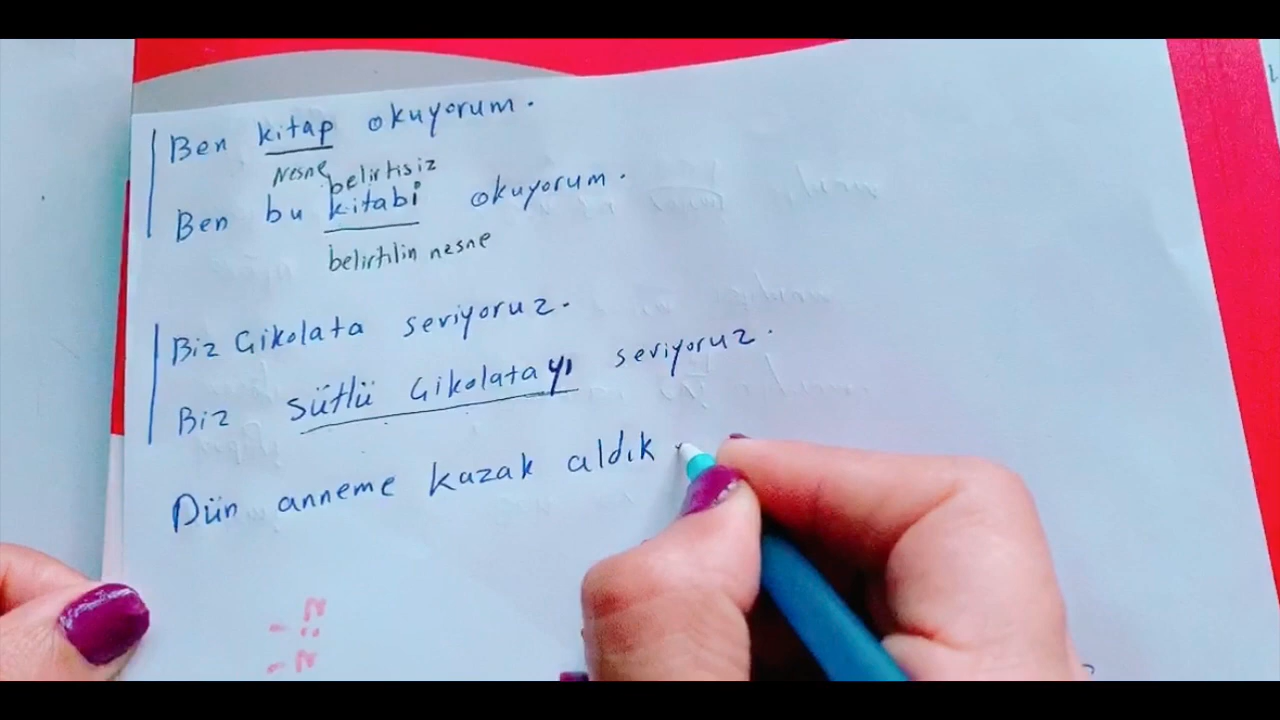 Ben kitap okuyorum.
Nesne belirtisiz
Ben bu kitabi okuyorum.
belirtilin nesne
Biz Çikolata seviyoruz.
Biz sütlü çikolatayı seviyoruz.
Dün anneme kazak aldık